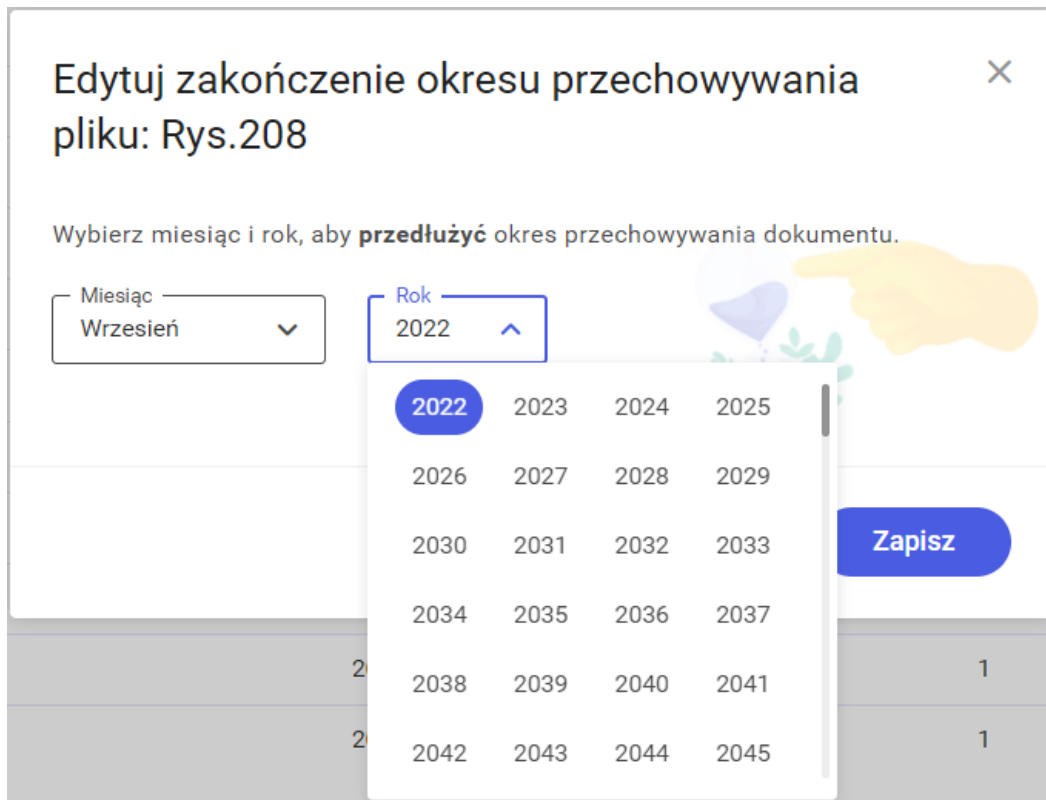 Edytuj zakończenie okresu przechowywania
pliku: Rys.208
Wybierz miesiąc i rok, aby przedłużyć okres przechowywania dokumentu.
Miesiąc
Wrzesień
Rok
2022
2022 2023 2024 2025
2026 2027 2028 2029
2030 2031 2032 2033
Zapisz
2034 2035 2036 2037
2038 2039 2040 2041
1
2042 2043 2044 2045
1